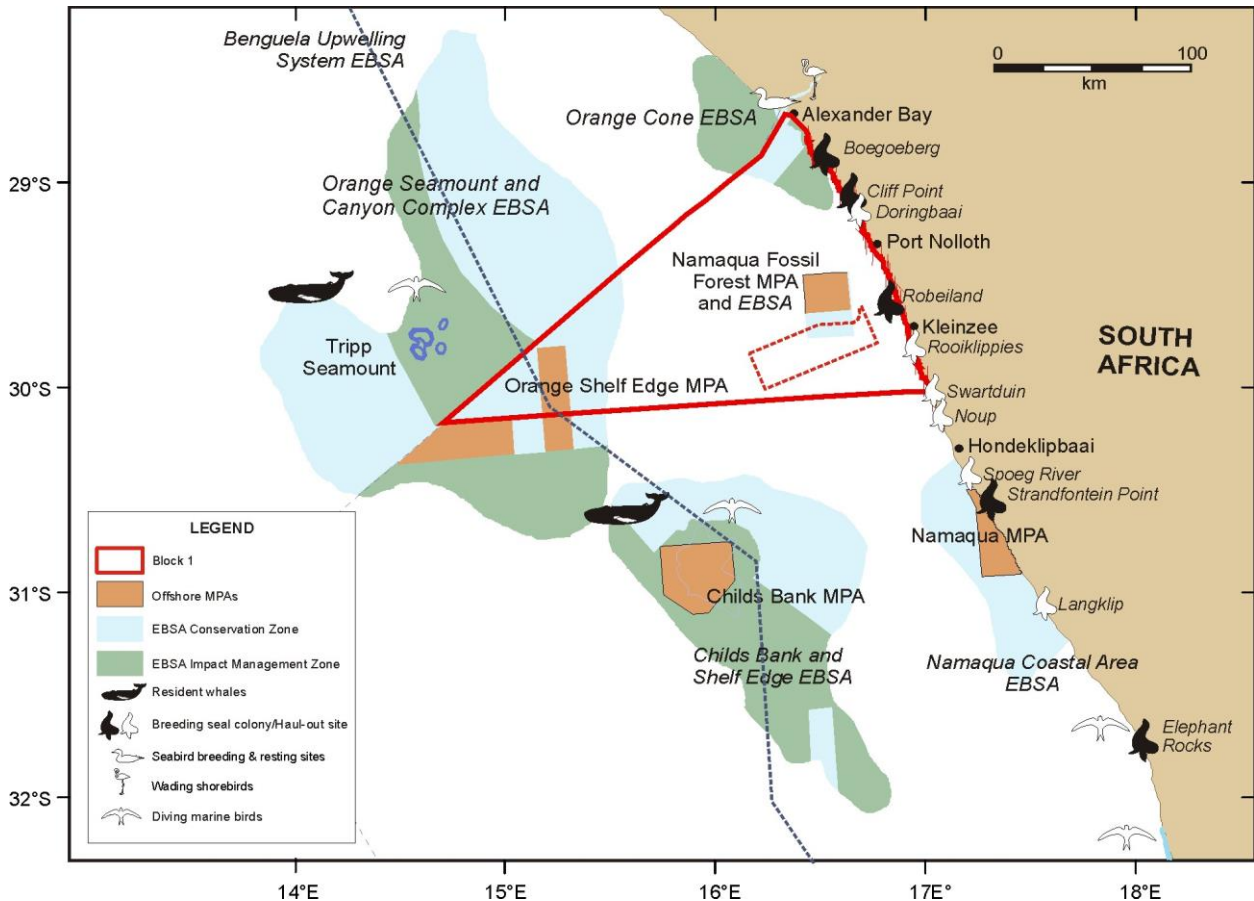 Benguela Upwelling
System EBSA
0
100
km
Orange Cone EBSA
Alexander Bay
Boegoeberg
29°S
Orange Seamount and
Canyon Complex EBSA
Cliff Point
Doringbaai
Port Nolloth
Namaqua Fossil
Forest MPA
and EBSA
Robeiland
Kleinzee
Rooiklippies
SOUTH
AFRICA
Tripp
Seamount
30°S
Orange Shelf Edge MPA
Swartduin
Noup
Hondeklipbaai
Spoeg River
Strandfontein Point
Namaqua MPA
31°S
Childs Bank MPA
Langklip
Childs Bank and
Shelf Edge EBSA
Namaqua Coastal Area
EBSA
Elephant
Rocks
32°S
LEGEND
Block 1
Offshore MPAs
EBSA Conservation Zone
EBSA Impact Management Zone
Resident whales
Breeding seal colony/Haul-out site
Seabird breeding & resting sites
Wading shorebirds
Diving marine birds
14°E
15°E
16°E
17°E
18°E